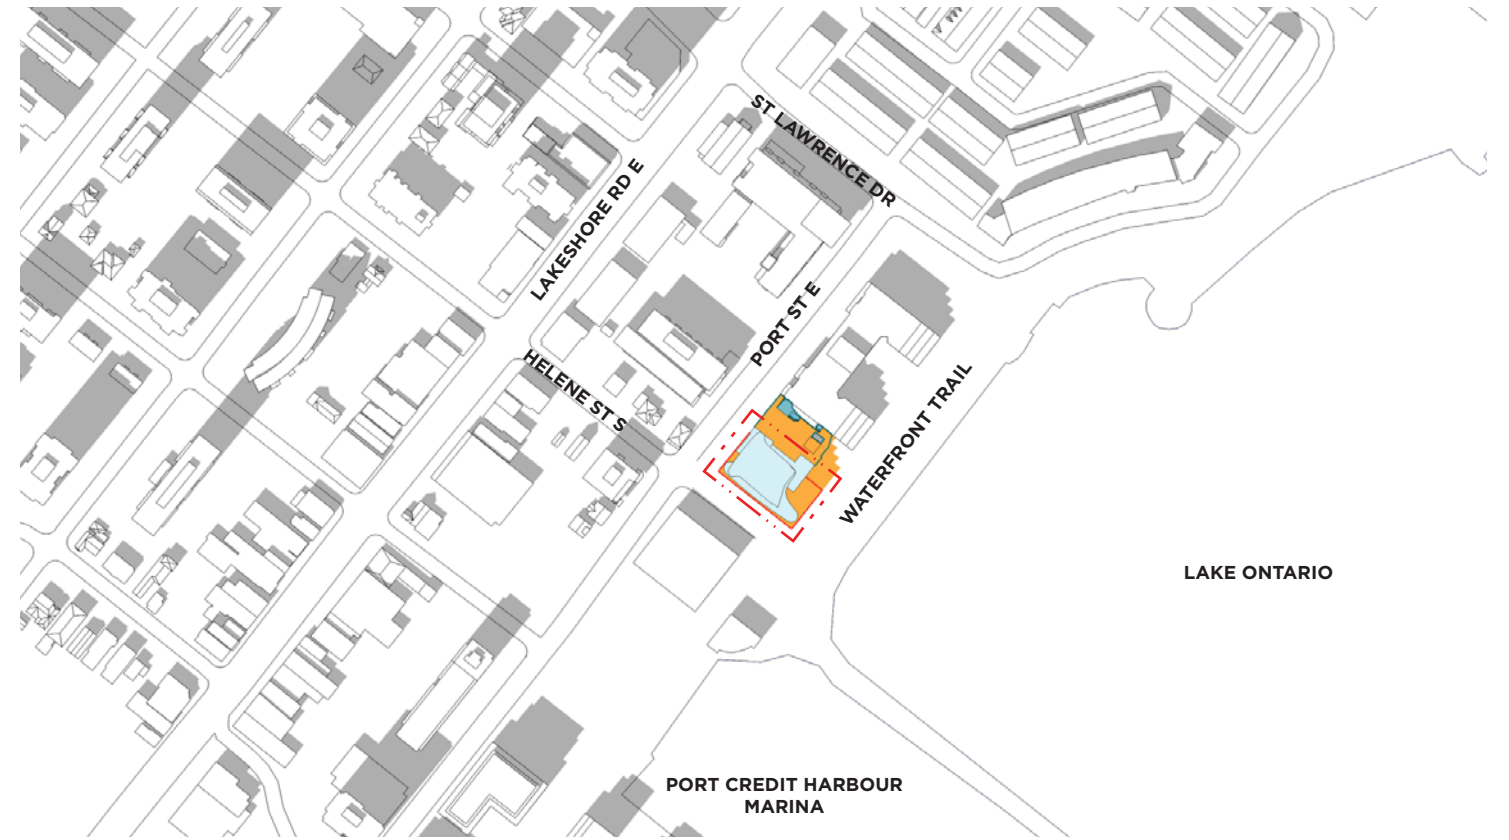 ST LAWRENCE DR
LAKESHORE RD E
PORT ST E
HELENE ST S
WATERFRONT TRAIL
LAKE ONTARIO
PORT CREDIT HARBOUR
MARINA